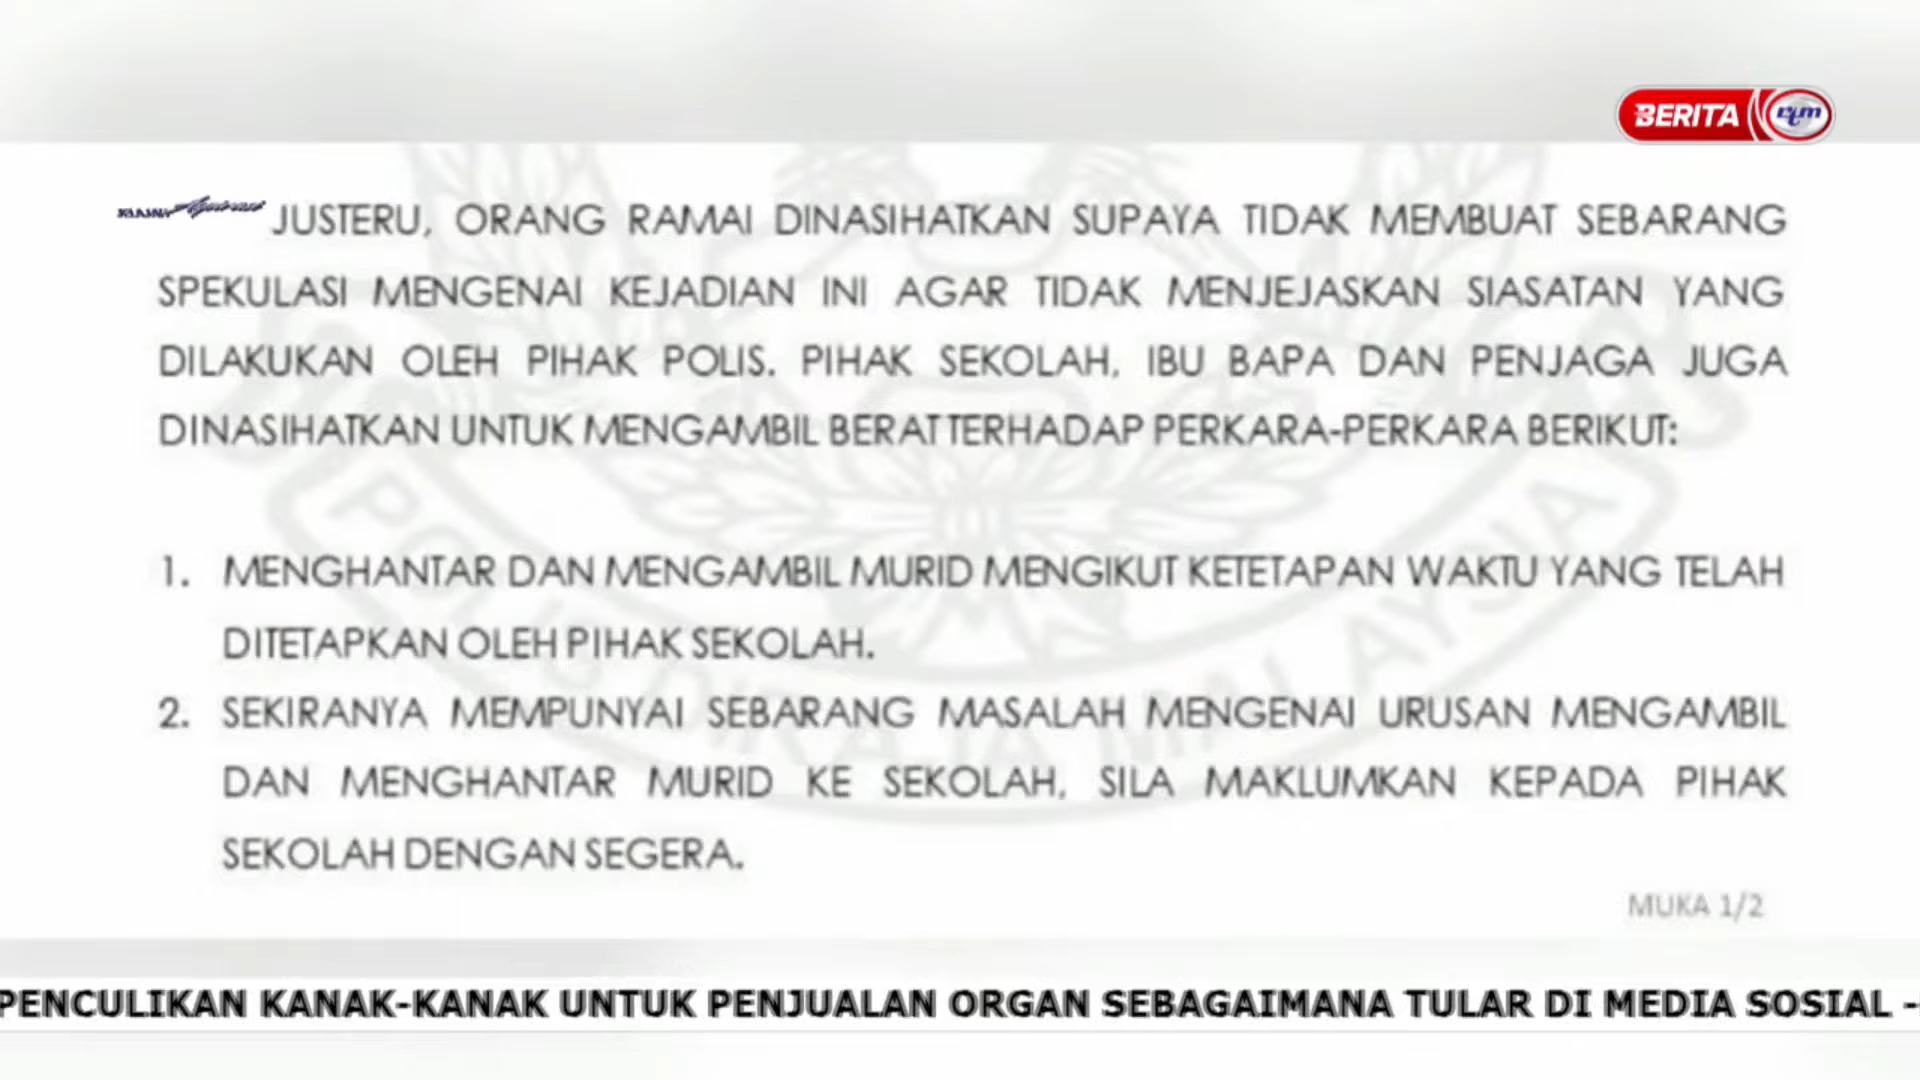 BERITA rtm
JUSTERU, ORANG RAMAI DINASIHATKAN SUPAYA TIDAK MEMBUAT SEBARANG
SPEKULASI MENGENAI KEJADIAN INI AGAR TIDAK MENJEJASKAN SIASATAN YANG
DILAKUKAN OLEH PIHAK POLIS. PIHAK SEKOLAH, IBU BAPA DAN PENJAGA JUGA
DINASIHATKAN UNTUK MENGAMBIL BERAT TERHADAP PERKARA-PERKARA BERIKUT:
1. MENGHANTAR DAN MENGAMBIL MURID MENGIKUT KETETAPAN WAKTU YANG TELAH
DITETAPKAN OLEH PIHAK SEKOLAH.
2. SEKIRANYA MEMPUNYAI SEBARANG MASALAH MENGENAI URUSAN MENGAMBIL
DAN MENGHANTAR MURID KE SEKOLAH, SILA MAKLUMKAN KEPADA PIHAK
SEKOLAH DENGAN SEGERA.
POLIS DIRAJA MALAYSIA
MUKA 1/2
PENCULIKAN KANAK-KANAK UNTUK PENJUALAN ORGAN SEBAGAIMANA TULAR DI MEDIA SOSIAL -